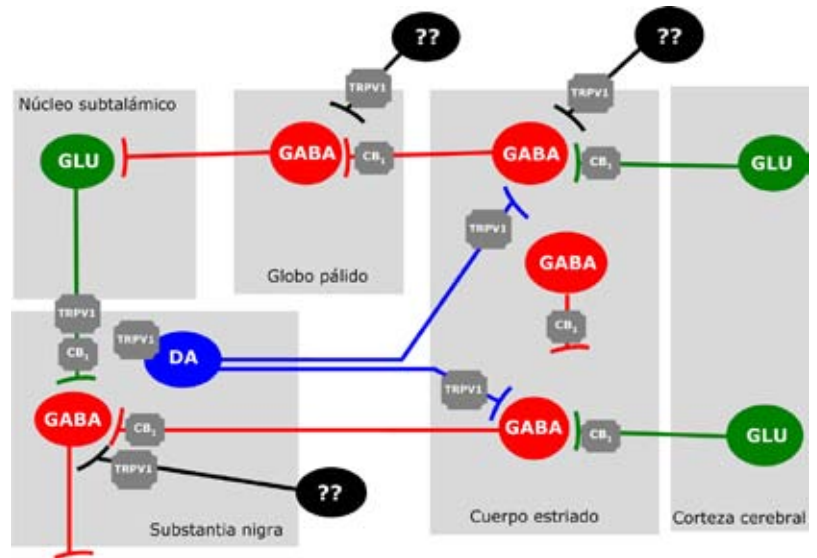 ??
??
TRPV1
TRPV1
Núcleo subtalámico
GLU
GABA
CB1
GABA
CB1
GLU
TRPV1
Globo pálido
GABA
TRPV1
CB1
TRPV1
DA
CB1
TRPV1
GABA
CB1
GABA
CB1
GLU
TRPV1
??
Substantia nigra
Cuerpo estriado
Corteza cerebral